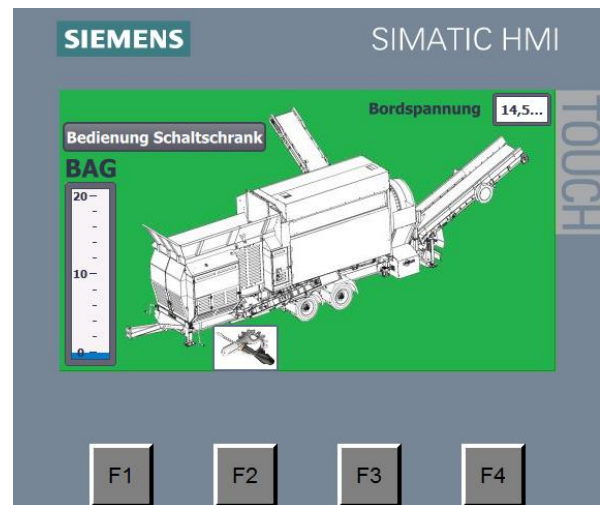 SIEMENS
SIMATIC HMI
TOUCH
Bordspannung 14,5...
Bedienung Schaltschrank
BAG
20
10
0
F1 F2 F3 F4